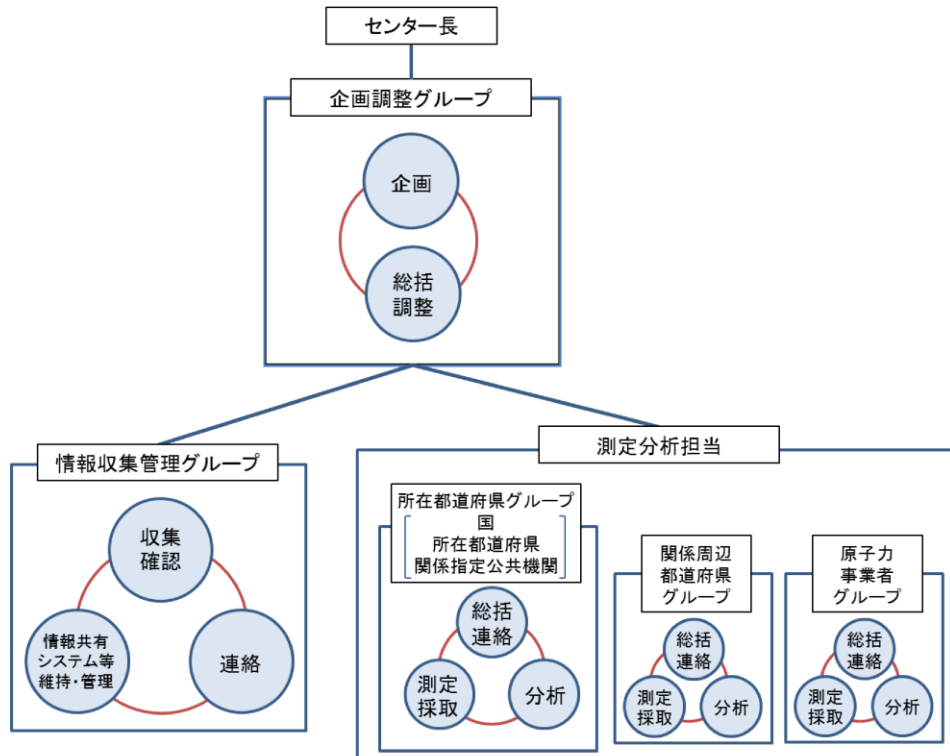 センター長
企画調整グループ
企画
総括
調整
情報収集管理グループ
収集
確認
情報共有
システム等
維持・管理
連絡
測定分析担当
所在都道府県グループ
国
所在都道府県
関係指定公共機関
総括
連絡
測定
採取
分析
関係周辺
都道府県
グループ
総括
連絡
測定
採取
分析
原子力
事業者
グループ
総括
連絡
測定
採取
分析